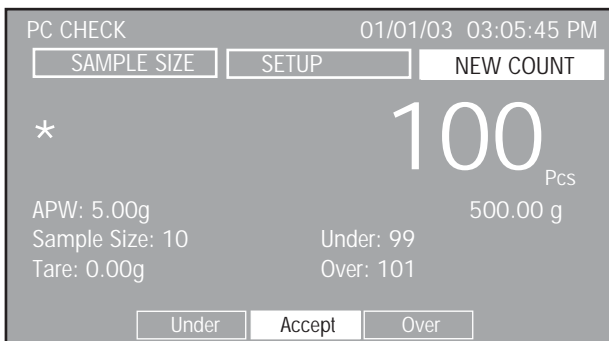 PC CHECK 01/01/03 03:05:45 PM
SAMPLE SIZE SETUP NEW COUNT
* 100 Pcs
APW: 5.00g 500.00 g
Sample Size: 10 Under: 99
Tare: 0.00g Over: 101
Under Accept Over